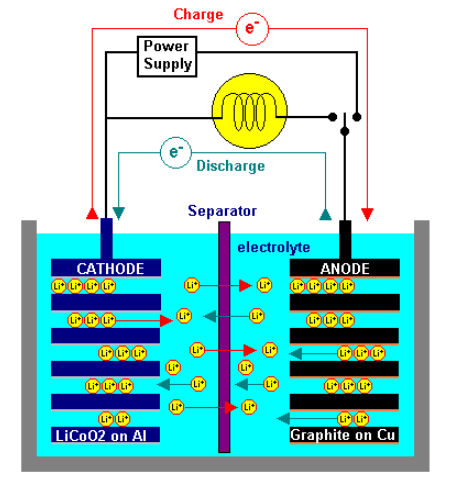 Charge
e-
Power
Supply
e-
Discharge
Separator
electrolyte
CATHODE
ANODE
Li+ Li+ Li+ Li+
Li+ Li+
Li+ Li+ Li+ Li+
Li+ Li+ Li+
Li+ Li+
Li+ Li+ Li+
Li+ Li+ Li+
Li+ Li+
Li+ Li+ Li+
Li+ Li+
Li+ Li+ Li+
Li+ Li+
Li+ Li+ Li+
Li+ Li+
Li+ Li+
Li+ Li+
LiCoO2 on Al
Graphite on Cu